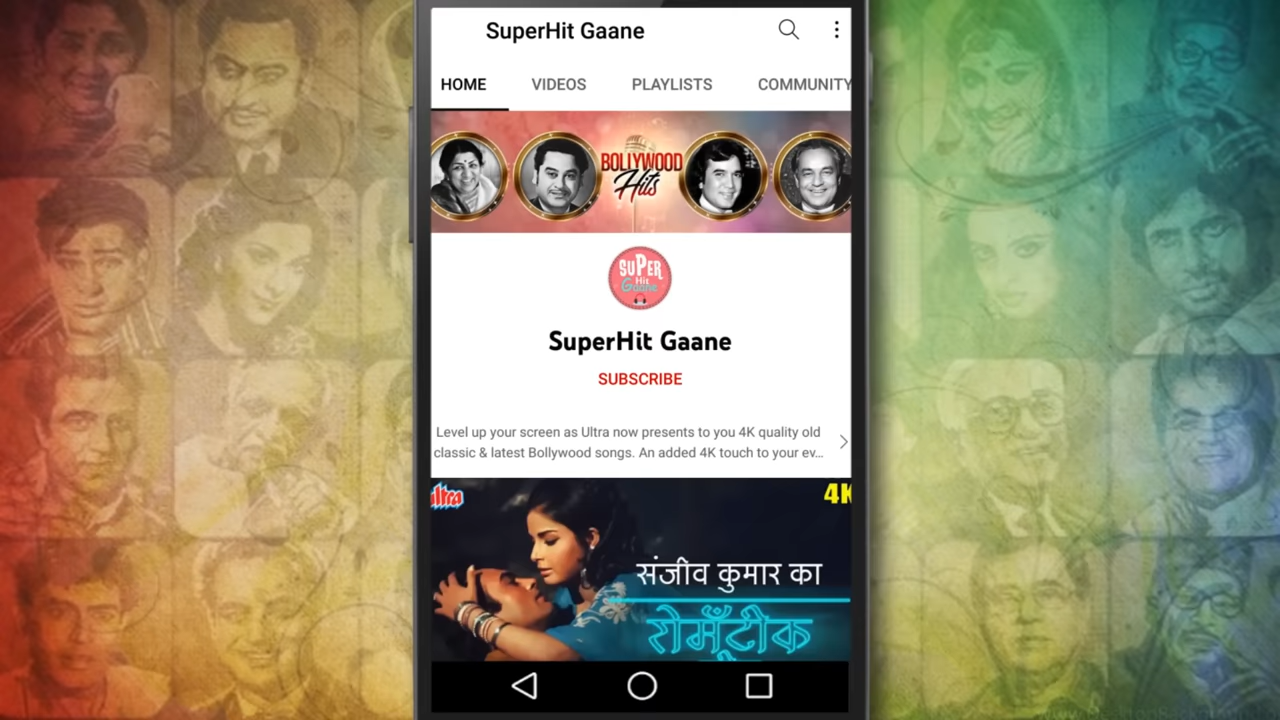 SuperHit Gaane
HOME VIDEOS PLAYLISTS COMMUNITY
BOLLYWOOD
Hits
SUPER
Hit
Gaane
SuperHit Gaane
SUBSCRIBE
Level up your screen as Ultra now presents to you 4K quality old
classic & latest Bollywood songs. An added 4K touch to your ev...
ultra 4K
संजीव कुमार का
रोमँटीक